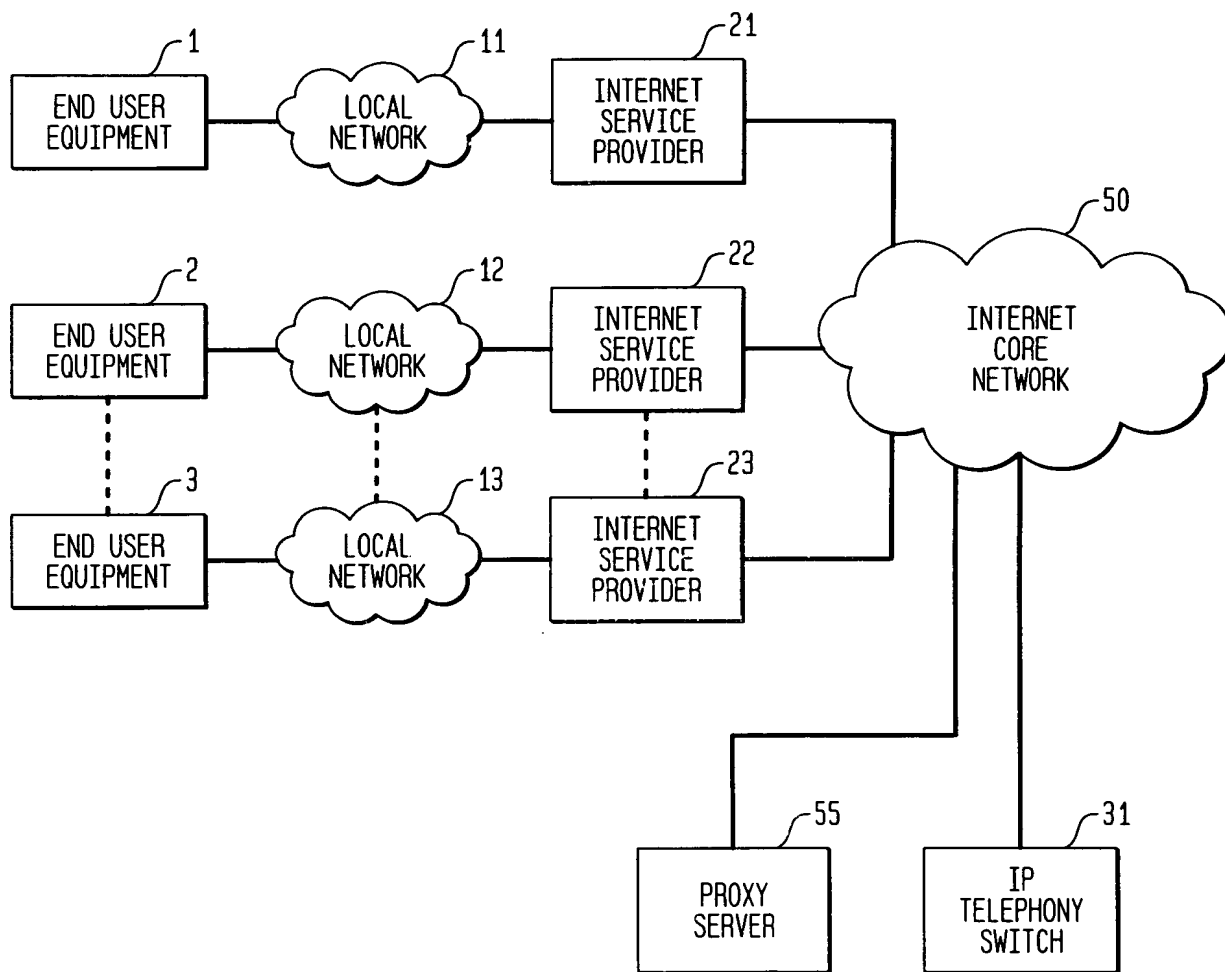 1
END USER
EQUIPMENT
11
LOCAL
NETWORK
21
INTERNET
SERVICE
PROVIDER
50
INTERNET
CORE
NETWORK
2
END USER
EQUIPMENT
12
LOCAL
NETWORK
22
INTERNET
SERVICE
PROVIDER
3
END USER
EQUIPMENT
13
LOCAL
NETWORK
23
INTERNET
SERVICE
PROVIDER
55
PROXY
SERVER
31
IP
TELEPHONY
SWITCH